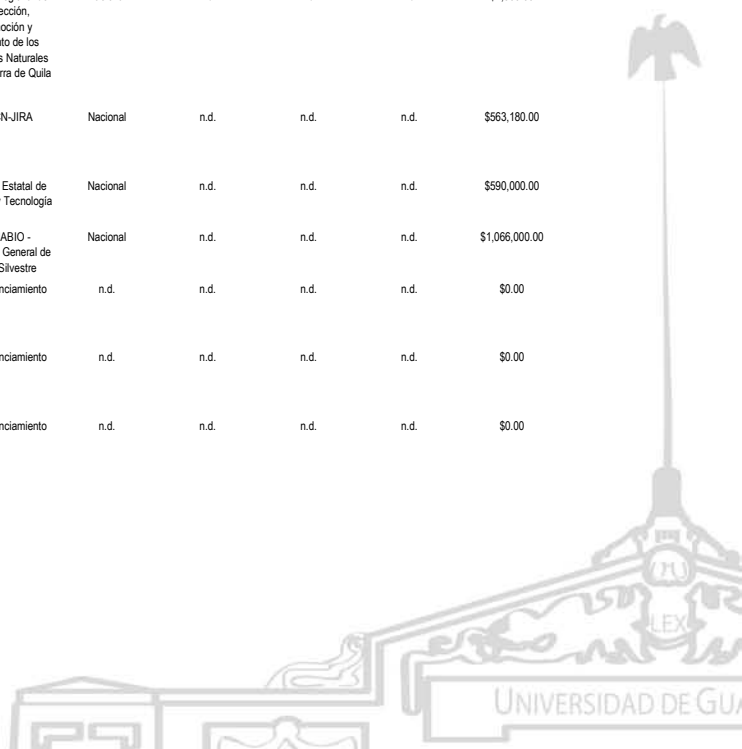 ección,
oción y
nto de los
s Naturales
rra de Quila
N-JIRA Nacional n.d. n.d. n.d. $563,180.00
Estatal de Nacional n.d. n.d. n.d. $590,000.00
Tecnología
ABIO - Nacional n.d. n.d. n.d. $1,066,000.00
General de
Silvestre
nciamiento n.d. n.d. n.d. n.d. $0.00
nciamiento n.d. n.d. n.d. n.d. $0.00
nciamiento n.d. n.d. n.d. n.d. $0.00
LEX
UNIVERSIDAD DE GUA